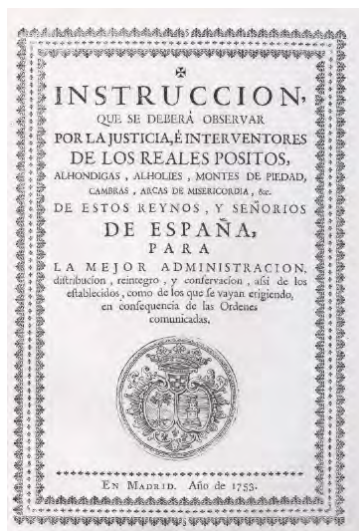 ✠
INSTRUCCION,
QUE SE DEBERÀ OBSERVAR
POR LA JUSTICIA, È INTERVENTORES
DE LOS REALES POSITOS,
ALHONDIGAS, ALHOLIES, MONTES DE PIEDAD,
CAMBRAS, ARCAS DE MISERICORDIA, &c.
DE ESTOS REYNOS, Y SEÑORIOS
DE ESPAÑA,
PARA
LA MEJOR ADMINISTRACION,
distribucion, reintegro, y conservacion, assi de los
establecidos, como de los que se vayan erigiendo,
en consequencia de las Ordenes
comunicadas.
EN MADRID. Año de 1753.